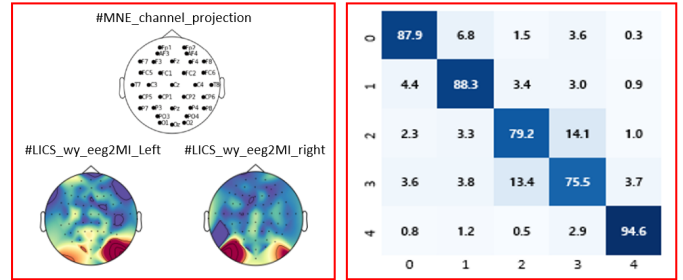 #MNE_channel_projection
Fp1 Fp2
AF3 AF4
F7 F3 Fz F4 F8
FC5 FC1 FC2 FC6
T7 C3 Cz C4 T8
CP5 CP1 CP2 CP6
P7 P3 Pz P4 P8
PO3 PO4
O1 Oz O2
#LICS_wy_eeg2MI_Left #LICS_wy_eeg2MI_right
0 87.9 6.8 1.5 3.6 0.3
1 4.4 88.3 3.4 3.0 0.9
2 2.3 3.3 79.2 14.1 1.0
3 3.6 3.8 13.4 75.5 3.7
4 0.8 1.2 0.5 2.9 94.6
0 1 2 3 4